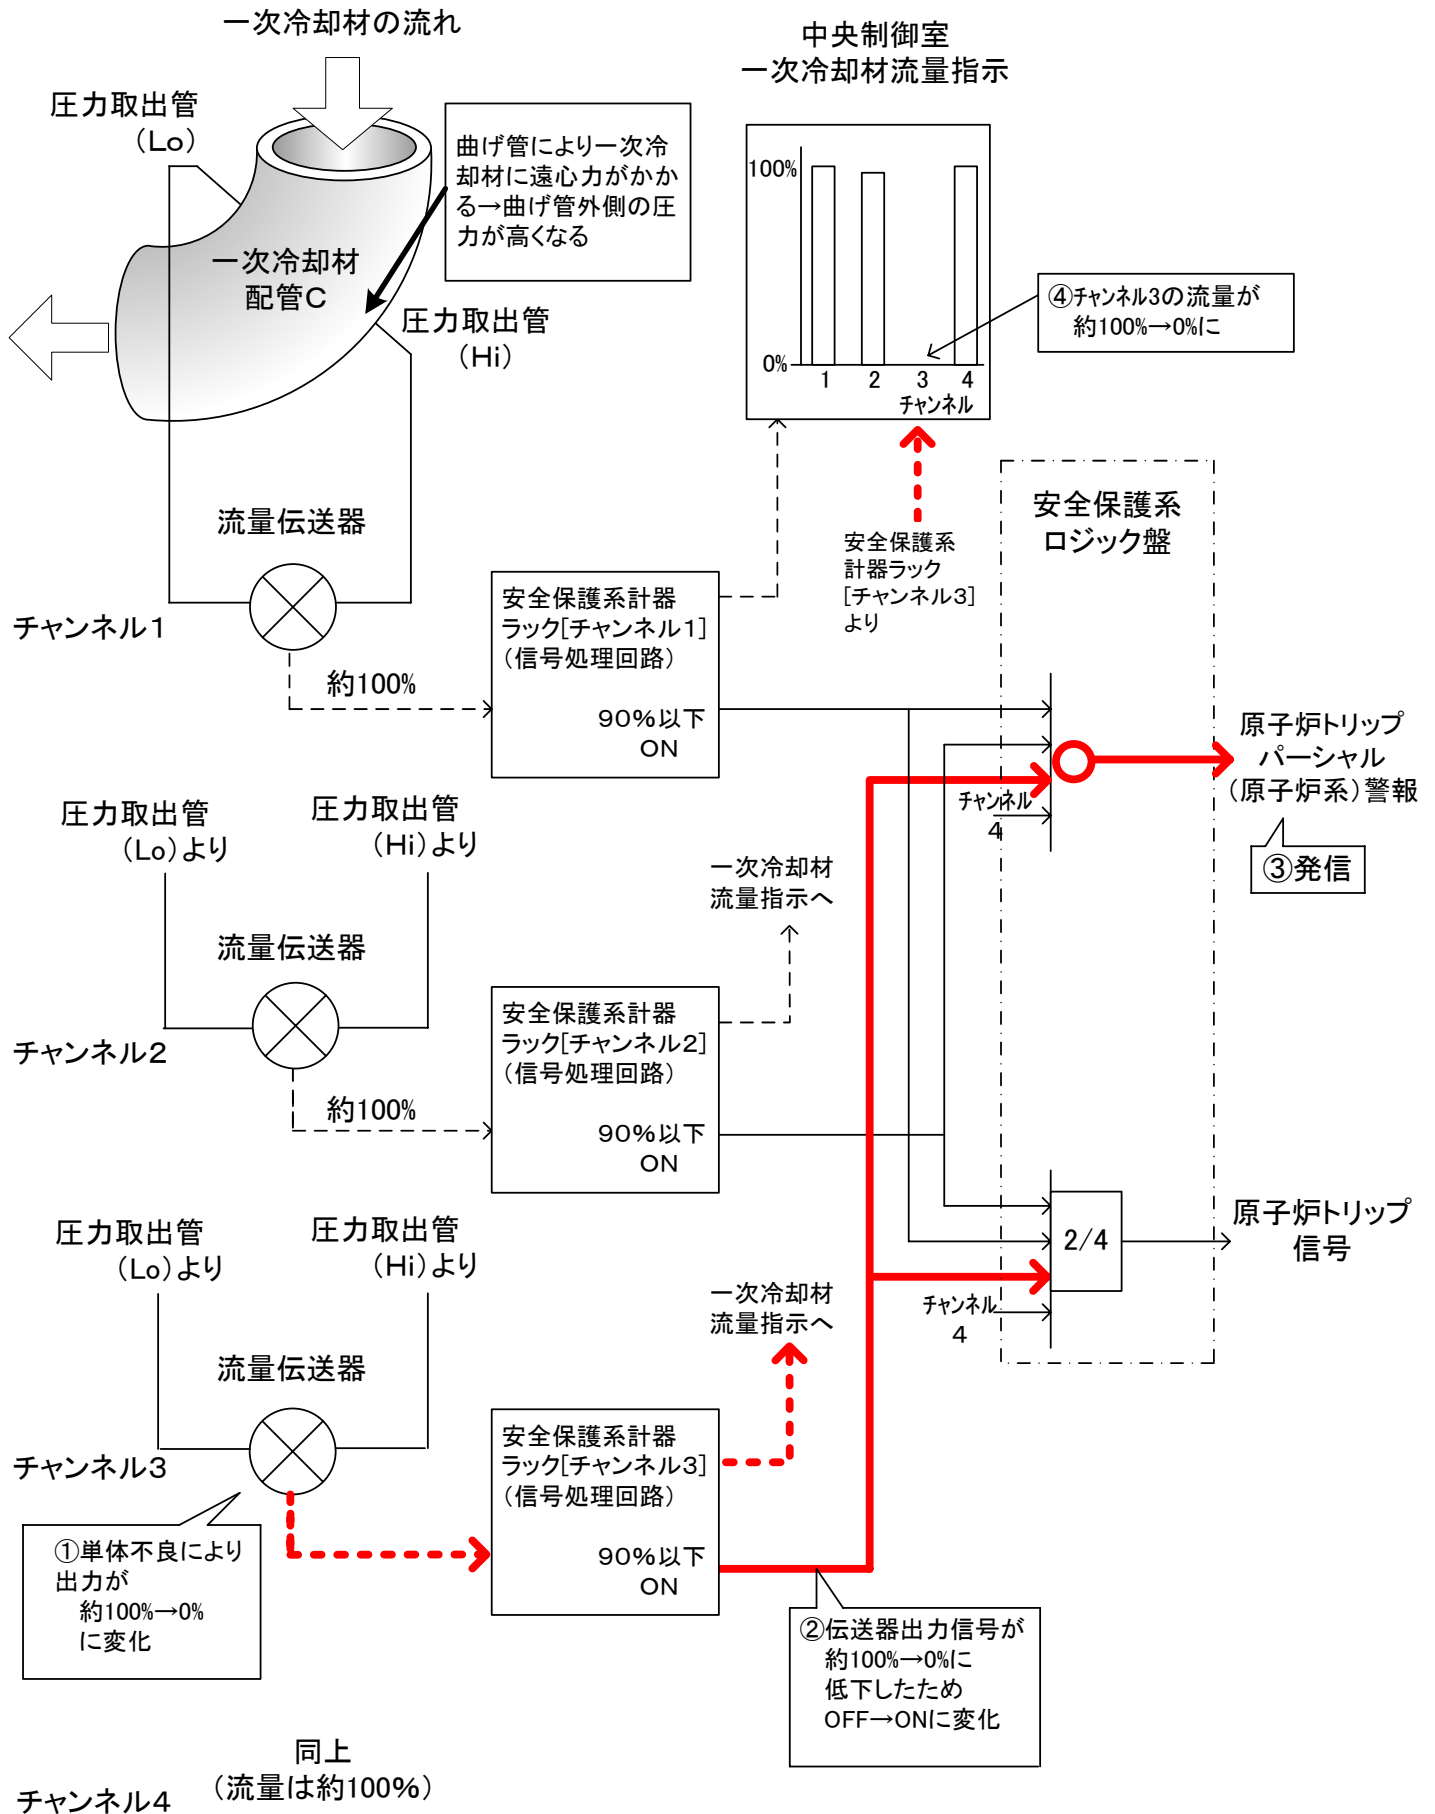 一次冷却材の流れ
中央制御室
一次冷却材流量指示
圧力取出管
(Lo)
曲げ管により一次冷
却材に遠心力がかか
る→曲げ管外側の圧
力が高くなる
100%
0%
1 2 3 4
チャンネル
④チャンネル3の流量が
約100%→0%に
一次冷却材
配管C
圧力取出管
(Hi)
流量伝送器
チャンネル1
約100%
安全保護系計器
ラック[チャンネル1]
(信号処理回路)
90%以下
ON
安全保護系
計器ラック
[チャンネル3]
より
安全保護系
ロジック盤
チャンネル
4
原子炉トリップ
パーシャル
(原子炉系)警報
③発信
圧力取出管
(Lo)より
圧力取出管
(Hi)より
流量伝送器
チャンネル2
約100%
一次冷却材
流量指示へ
安全保護系計器
ラック[チャンネル2]
(信号処理回路)
90%以下
ON
2/4
チャンネル
4
原子炉トリップ
信号
圧力取出管
(Lo)より
圧力取出管
(Hi)より
流量伝送器
チャンネル3
一次冷却材
流量指示へ
安全保護系計器
ラック[チャンネル3]
(信号処理回路)
90%以下
ON
①単体不良により
出力が
約100%→0%
に変化
②伝送器出力信号が
約100%→0%に
低下したため
OFF→ONに変化
同上
(流量は約100%)
チャンネル4